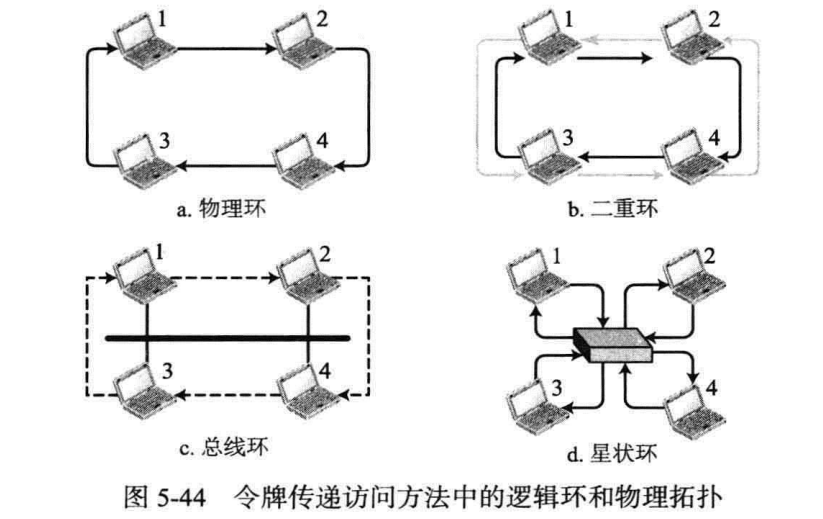 1 2 1 2
3 4 3 4
a. 物理环 b. 二重环
1 2 1 2
3 4 3 4
c. 总线环 d. 星状环
图 5-44 令牌传递访问方法中的逻辑环和物理拓扑